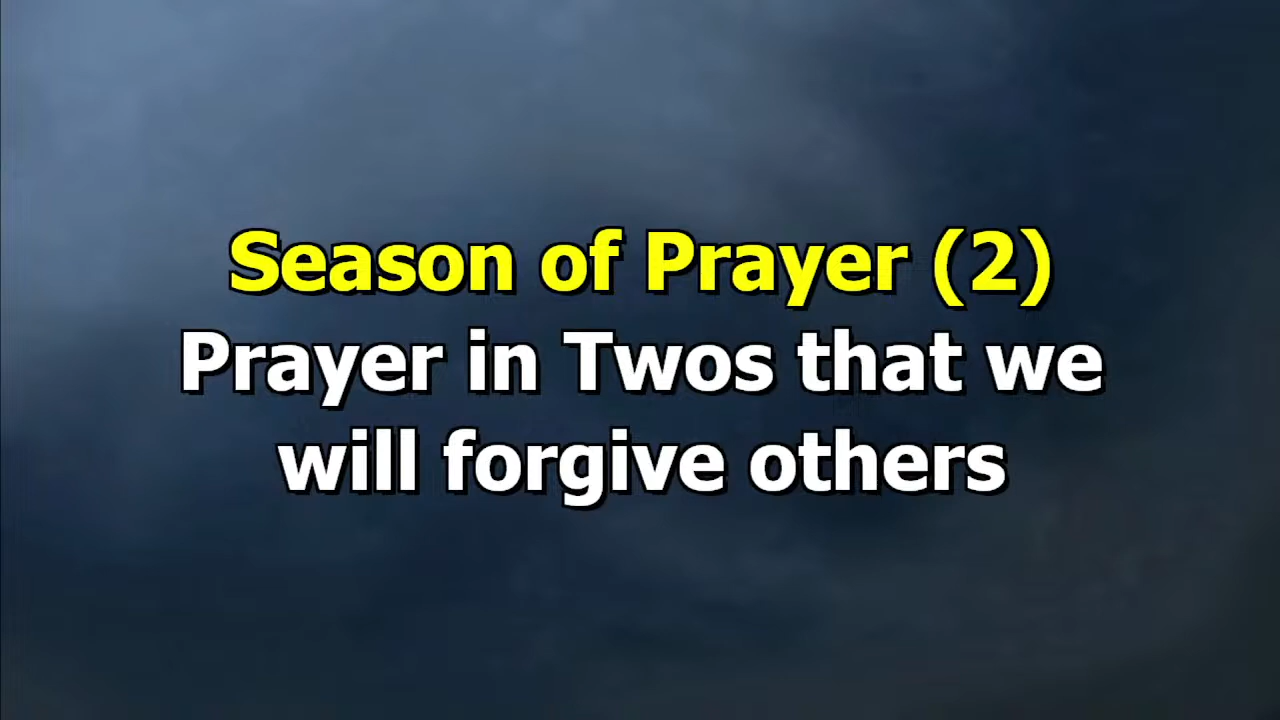 Season of Prayer (2)
Prayer in Twos that we
will forgive others